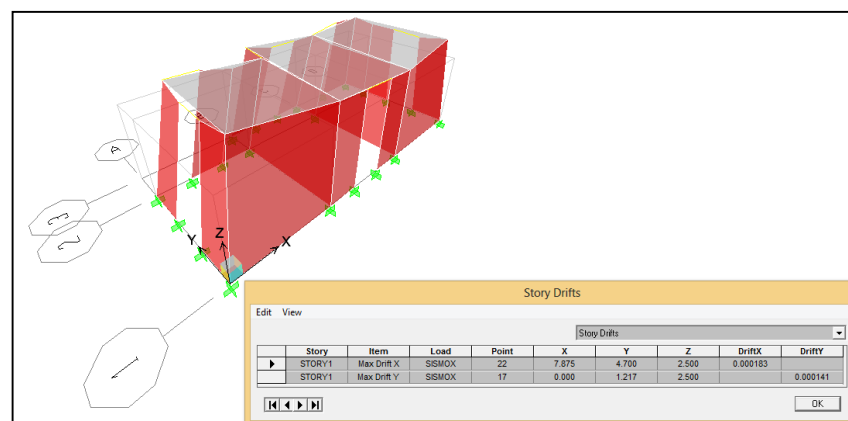 A
3
2
1
Z
Y
X
Story Drifts
Edit View
Story Drifts
Story Item Load Point X Y Z DriftX DriftY
STORY1 Max Drift X SISMOX 22 7.875 4.700 2.500 0.000183
STORY1 Max Drift Y SISMOX 17 0.000 1.217 2.500 0.000141
OK